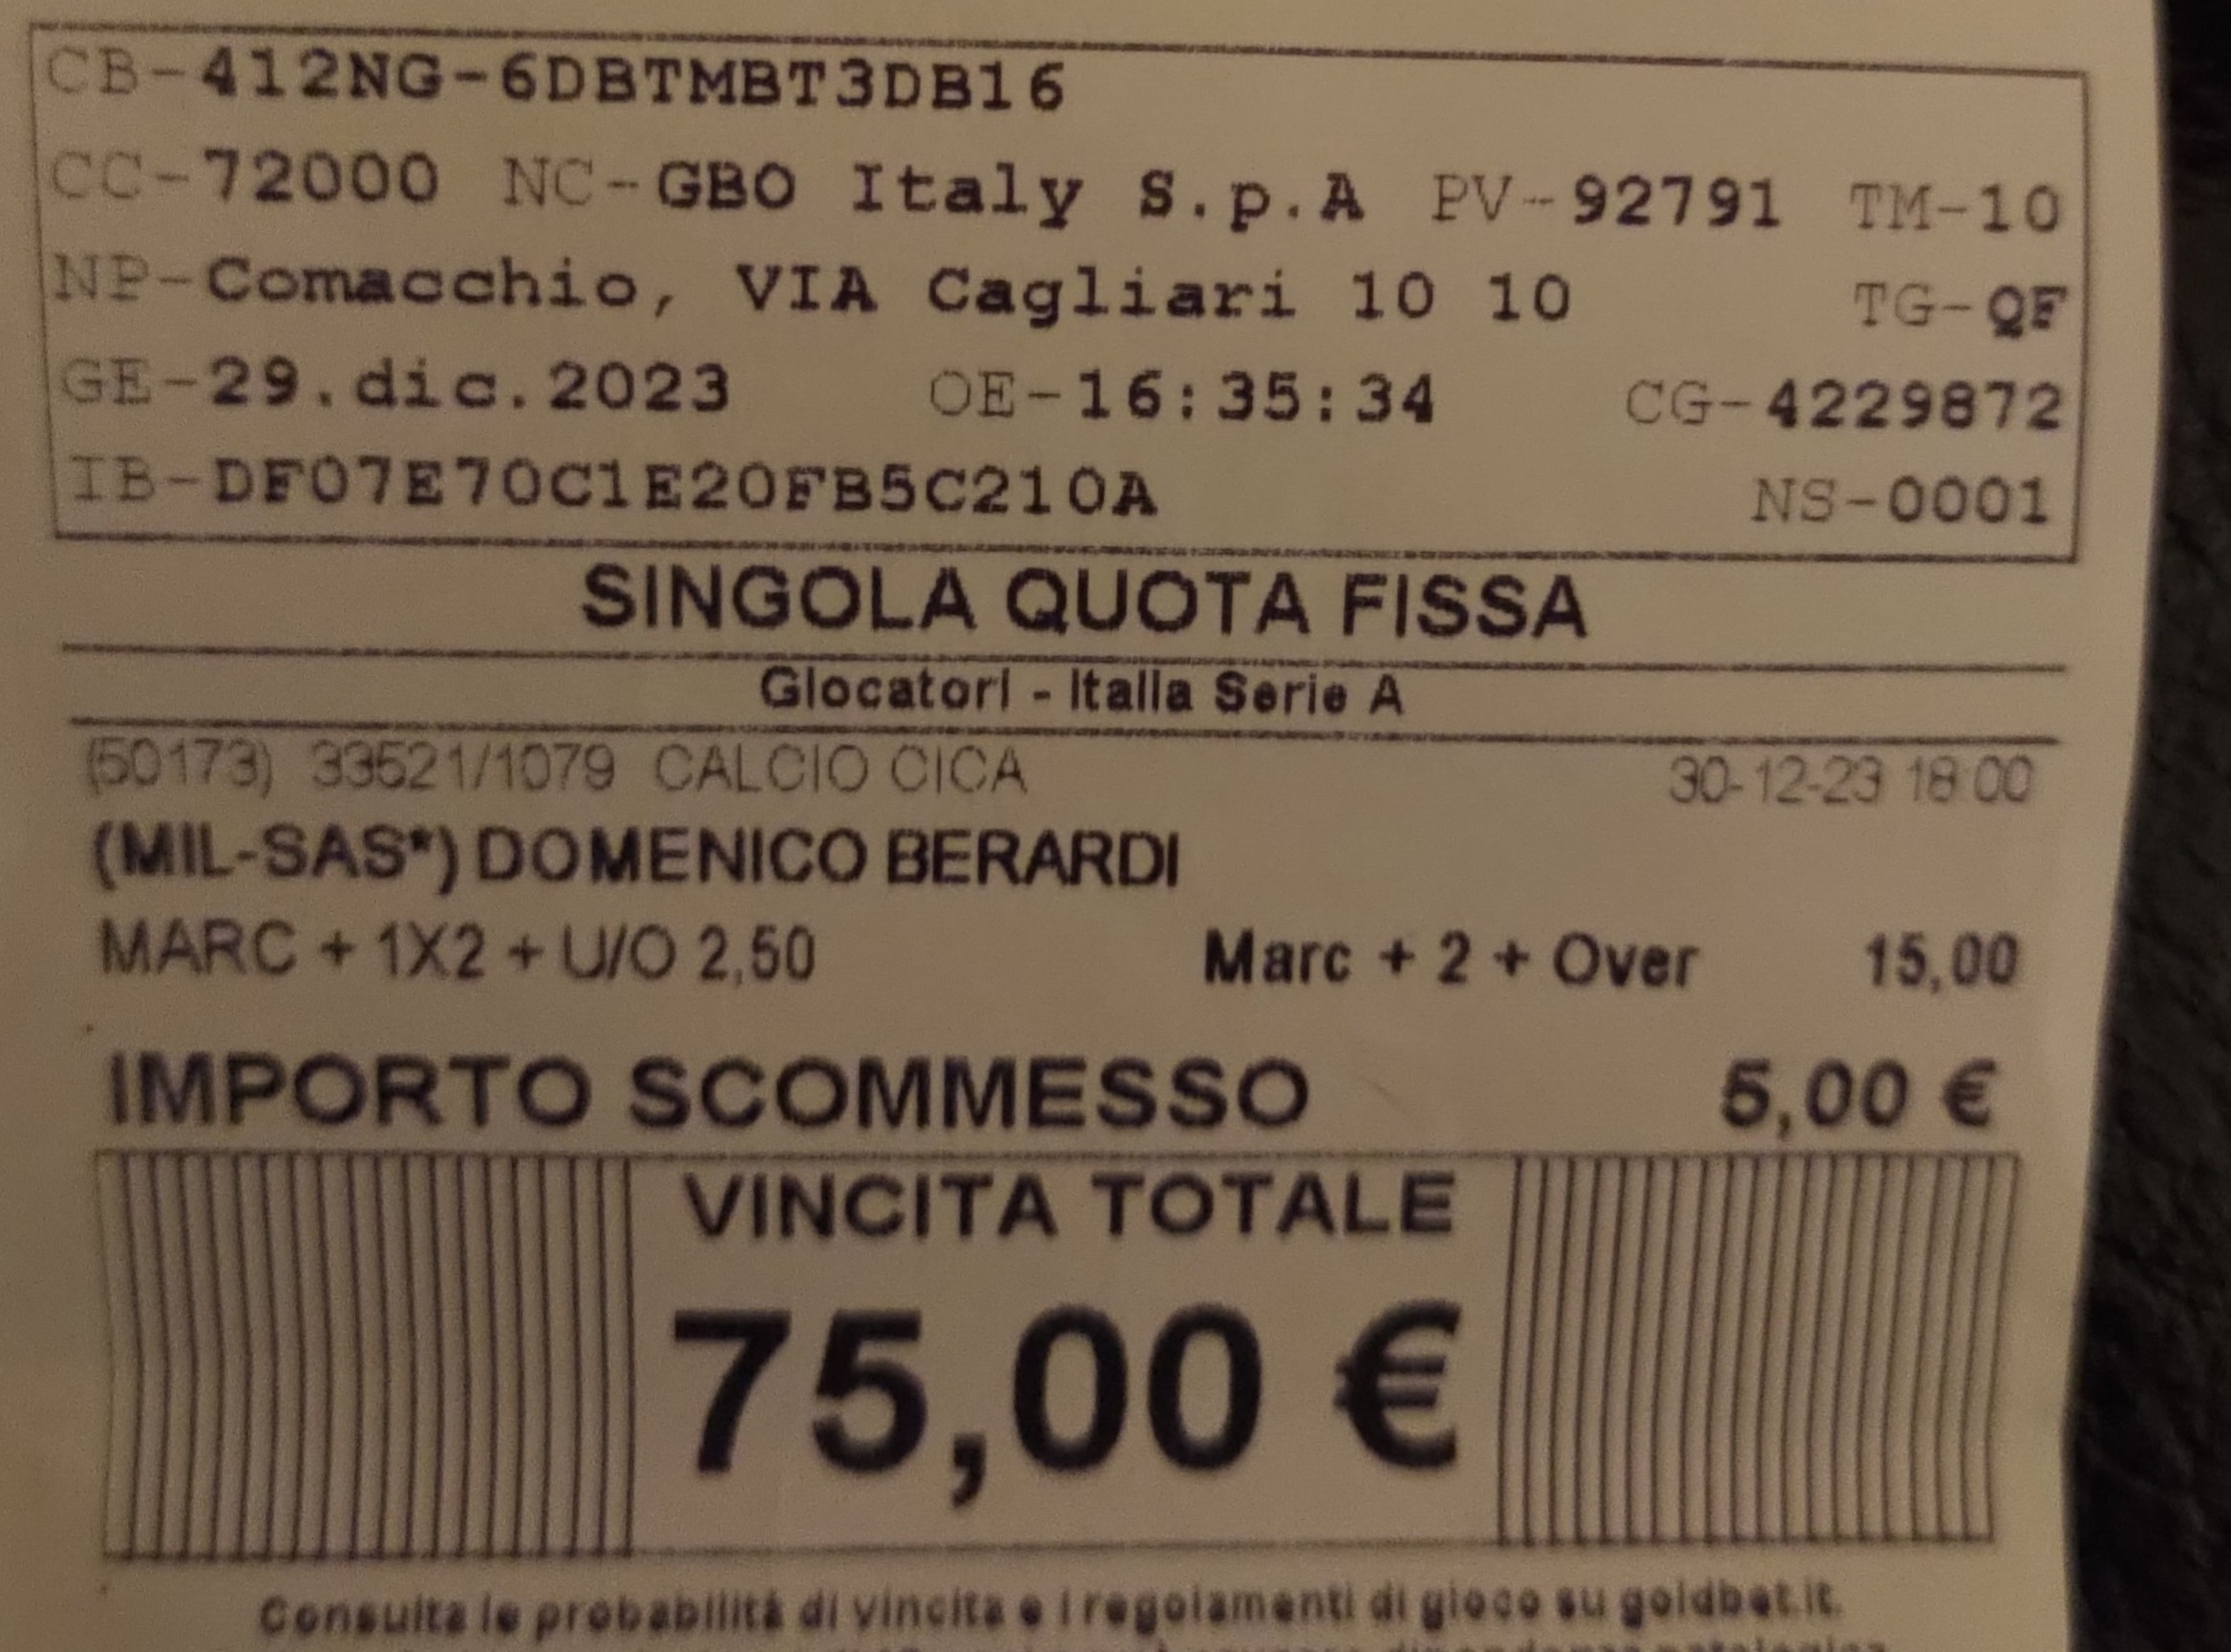 CB-412NG-6DBTMBT3DB16
CC-72000 NC-GBO Italy S.p.A PV-92791 TM-10
NP-Comacchio, VIA Cagliari 10 10 TG-QF
GE-29.dic.2023 OE-16:35:34 CG-4229872
IB-DF07E70C1E20FB5C210A NS-0001
SINGOLA QUOTA FISSA
Giocatori - Italia Serie A
(50173) 33521/1079 CALCIO CICA 30-12-23 18:00
(MIL-SAS*) DOMENICO BERARDI
MARC + 1X2 + U/O 2,50 Marc + 2 + Over 15,00
IMPORTO SCOMMESSO 5,00 €
VINCITA TOTALE
75,00 €
Consulta le probabilità di vincita e i regolamenti di gioco su goldbet.it.